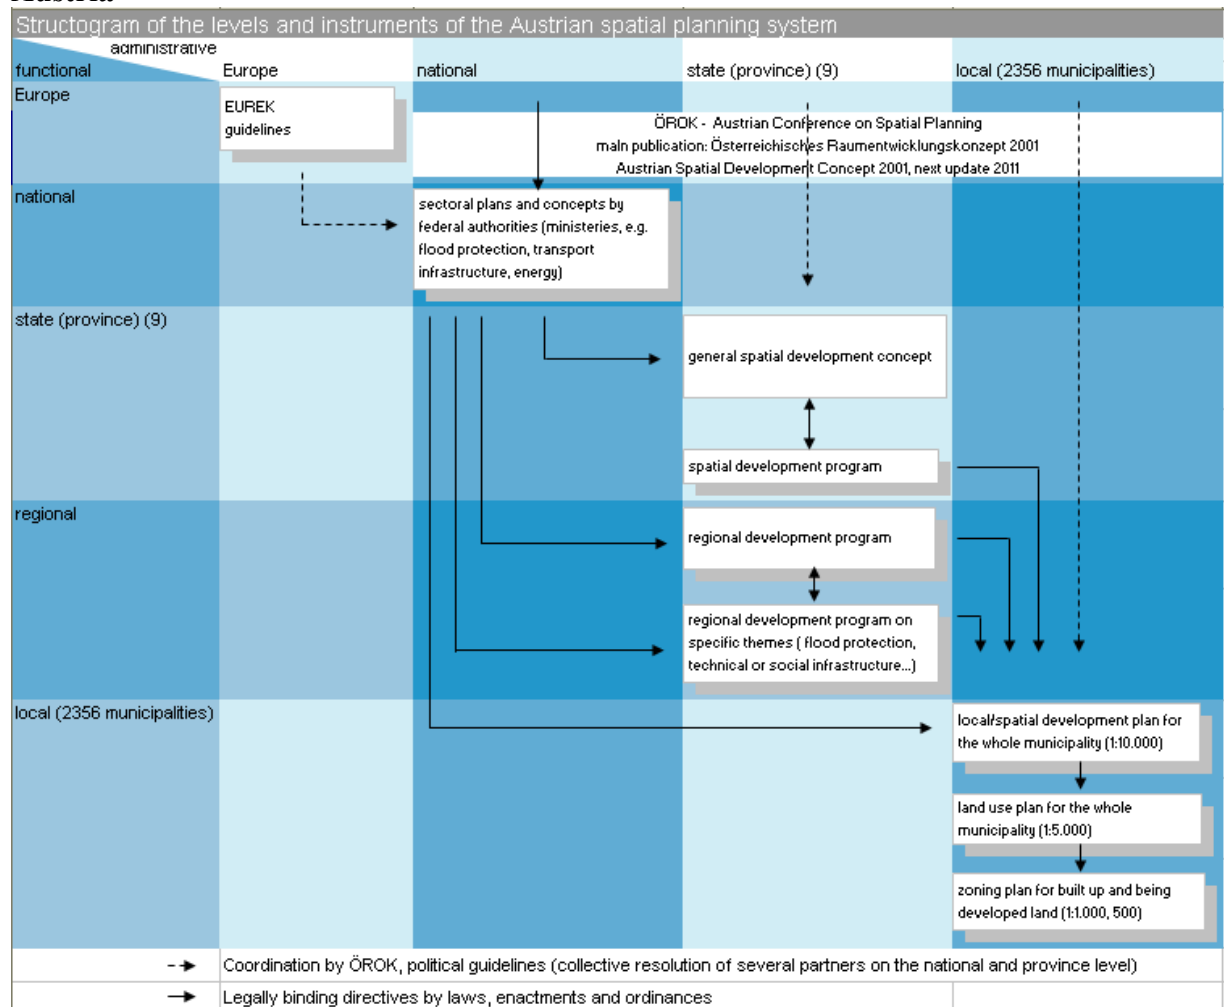 Austria
Structogram of the levels and instruments of the Austrian spatial planning system
administrative
functional
Europe
national
state (province) (9)
local (2356 municipalities)
Europe
EUREK
guidelines
ÖROK - Austrian Conference on Spatial Planning
main publication: Österreichisches Raumentwicklungskonzept 2001
Austrian Spatial Development Concept 2001, next update 2011
national
sectoral plans and concepts by
federal authorities (ministeries, e.g.
flood protection, transport
infrastructure, energy)
state (province) (9)
general spatial development concept
spatial development program
regional
regional development program
regional development program on
specific themes ( flood protection,
technical or social infrastructure...)
local (2356 municipalities)
local/spatial development plan for
the whole municipality (1:10.000)
land use plan for the whole
municipality (1:5.000)
zoning plan for built up and being
developed land (1:1.000, 500)
Coordination by ÖROK, political guidelines (collective resolution of several partners on the national and province level)
Legally binding directives by laws, enactments and ordinances